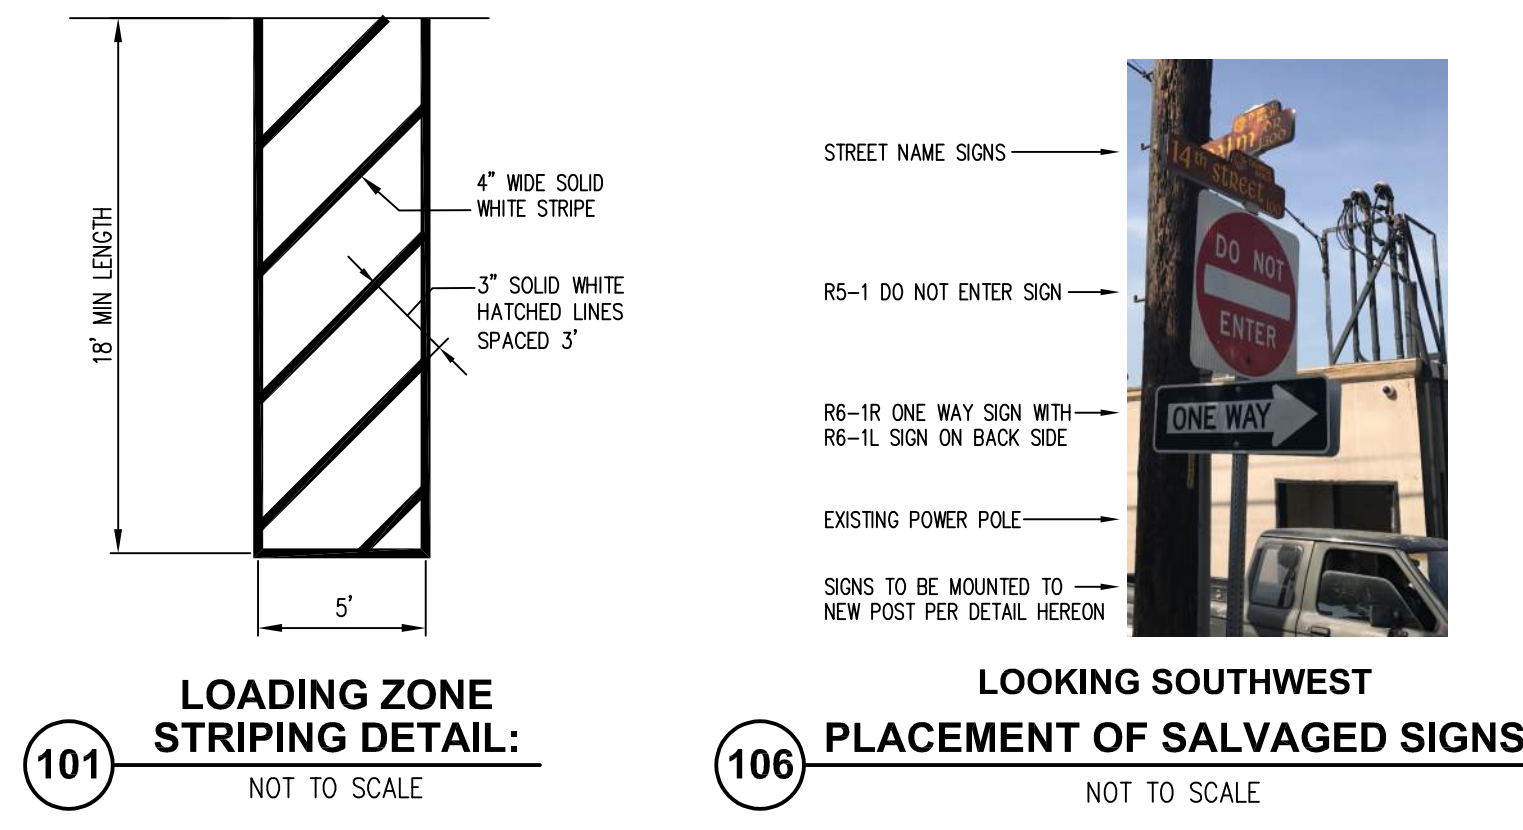 18' MIN LENGTH
4" WIDE SOLID
WHITE STRIPE
3" SOLID WHITE
HATCHED LINES
SPACED 3'
5'
LOADING ZONE
STRIPING DETAIL:
101
NOT TO SCALE
STREET NAME SIGNS
R5-1 DO NOT ENTER SIGN
R6-1R ONE WAY SIGN WITH
R6-1L SIGN ON BACK SIDE
EXISTING POWER POLE
SIGNS TO BE MOUNTED TO
NEW POST PER DETAIL HEREON
1300
14th
STREET
100
DO NOT
ENTER
ONE WAY
LOOKING SOUTHWEST
106
PLACEMENT OF SALVAGED SIGNS
NOT TO SCALE